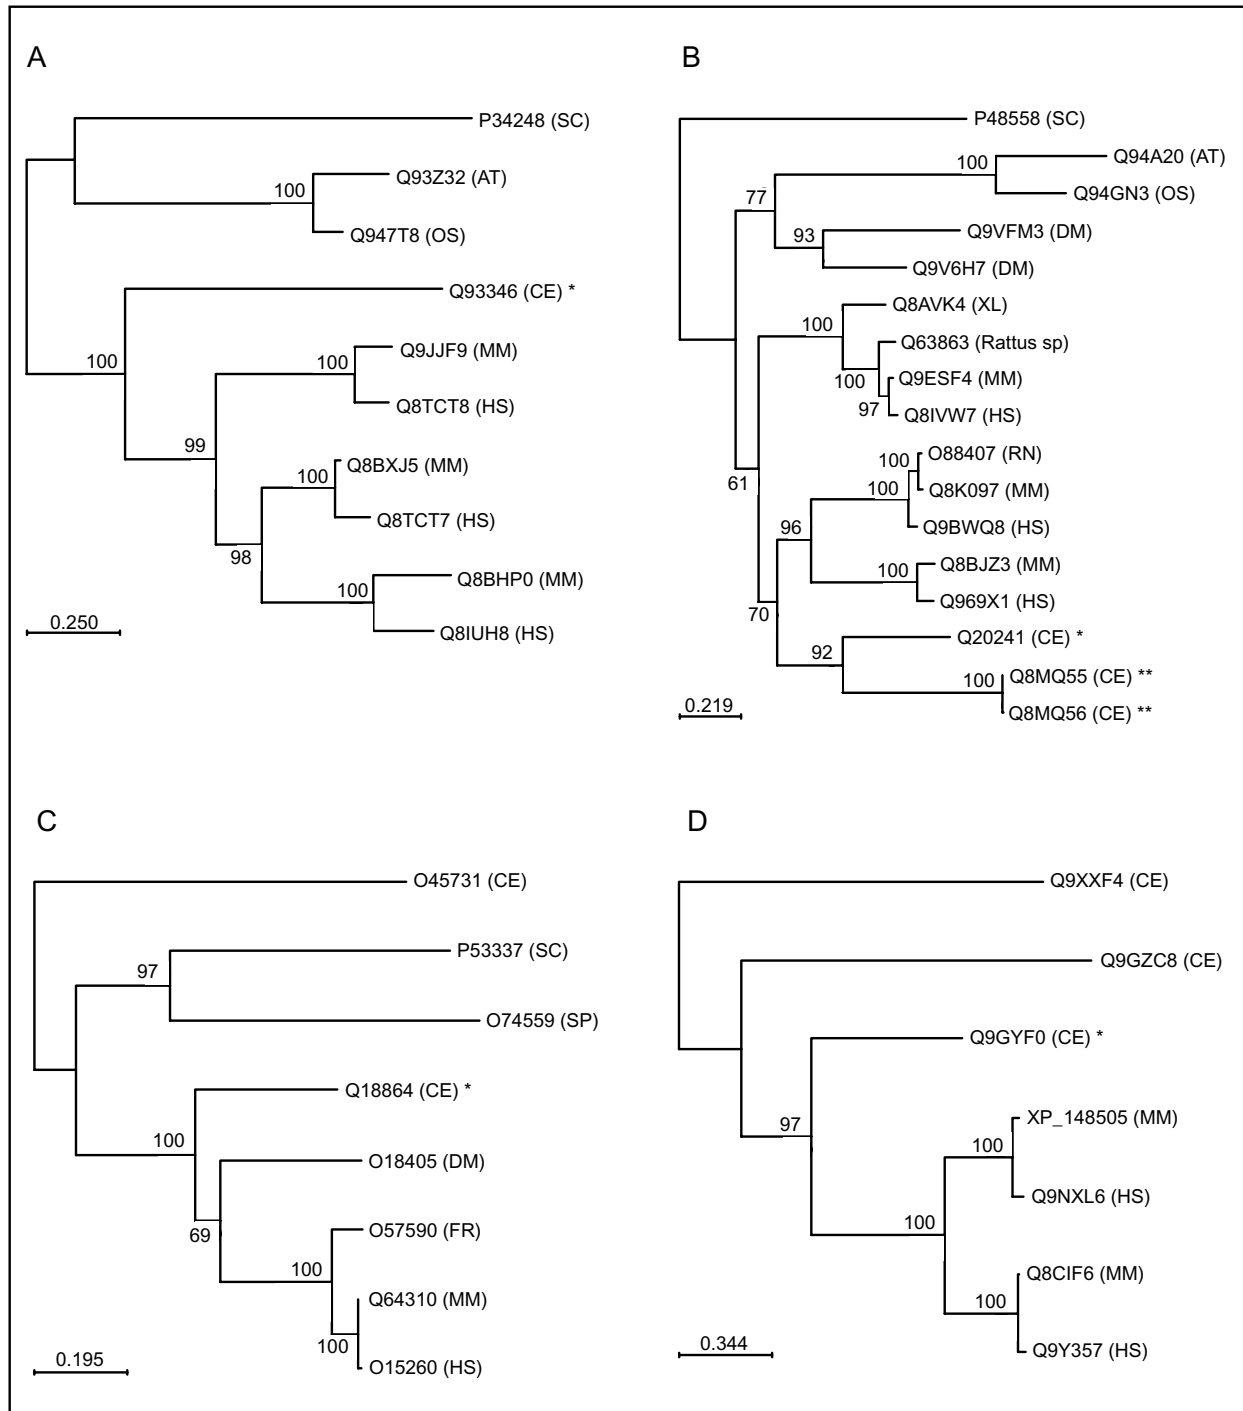 A
P34248 (SC)
Q93Z32 (AT)
100
Q947T8 (OS)
Q93346 (CE) *
100
Q9JJF9 (MM)
100
Q8TCT8 (HS)
99
Q8BXJ5 (MM)
100
Q8TCT7 (HS)
98
Q8BHP0 (MM)
100
Q8IUH8 (HS)
0.250
B
P48558 (SC)
Q94A20 (AT)
100
Q94GN3 (OS)
77
Q9VFM3 (DM)
93
Q9V6H7 (DM)
Q8AVK4 (XL)
100
Q63863 (Rattus sp)
100
Q9ESF4 (MM)
97
Q8IVW7 (HS)
61
O88407 (RN)
100
Q8K097 (MM)
100
Q9BWQ8 (HS)
96
Q8BJZ3 (MM)
100
Q969X1 (HS)
70
Q20241 (CE) *
92
Q8MQ55 (CE) **
100
Q8MQ56 (CE) **
0.219
C
O45731 (CE)
P53337 (SC)
97
O74559 (SP)
Q18864 (CE) *
100
O18405 (DM)
69
O57590 (FR)
100
Q64310 (MM)
100
O15260 (HS)
0.195
D
Q9XXF4 (CE)
Q9GZC8 (CE)
Q9GYF0 (CE) *
97
XP_148505 (MM)
100
Q9NXL6 (HS)
100
Q8CIF6 (MM)
100
Q9Y357 (HS)
0.344